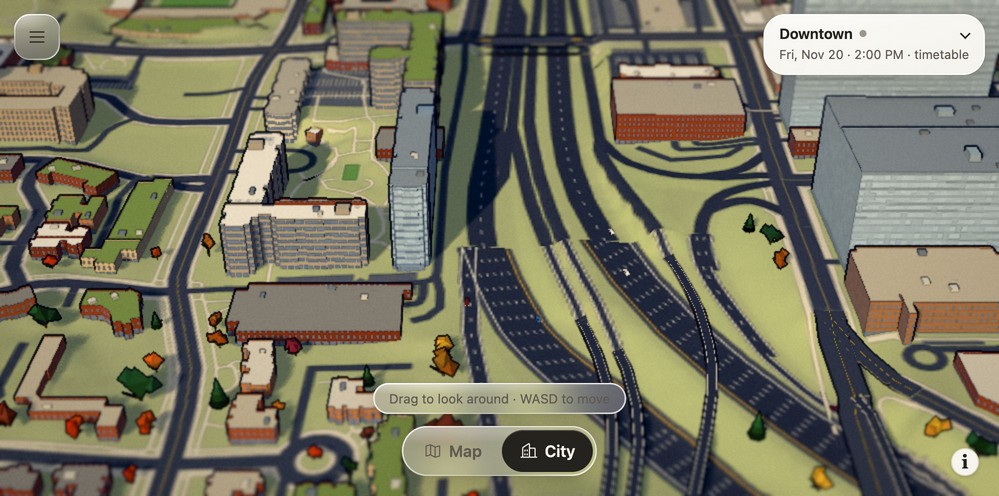 Downtown
Fri, Nov 20 · 2:00 PM · timetable
Drag to look around · WASD to move
Map
City
i